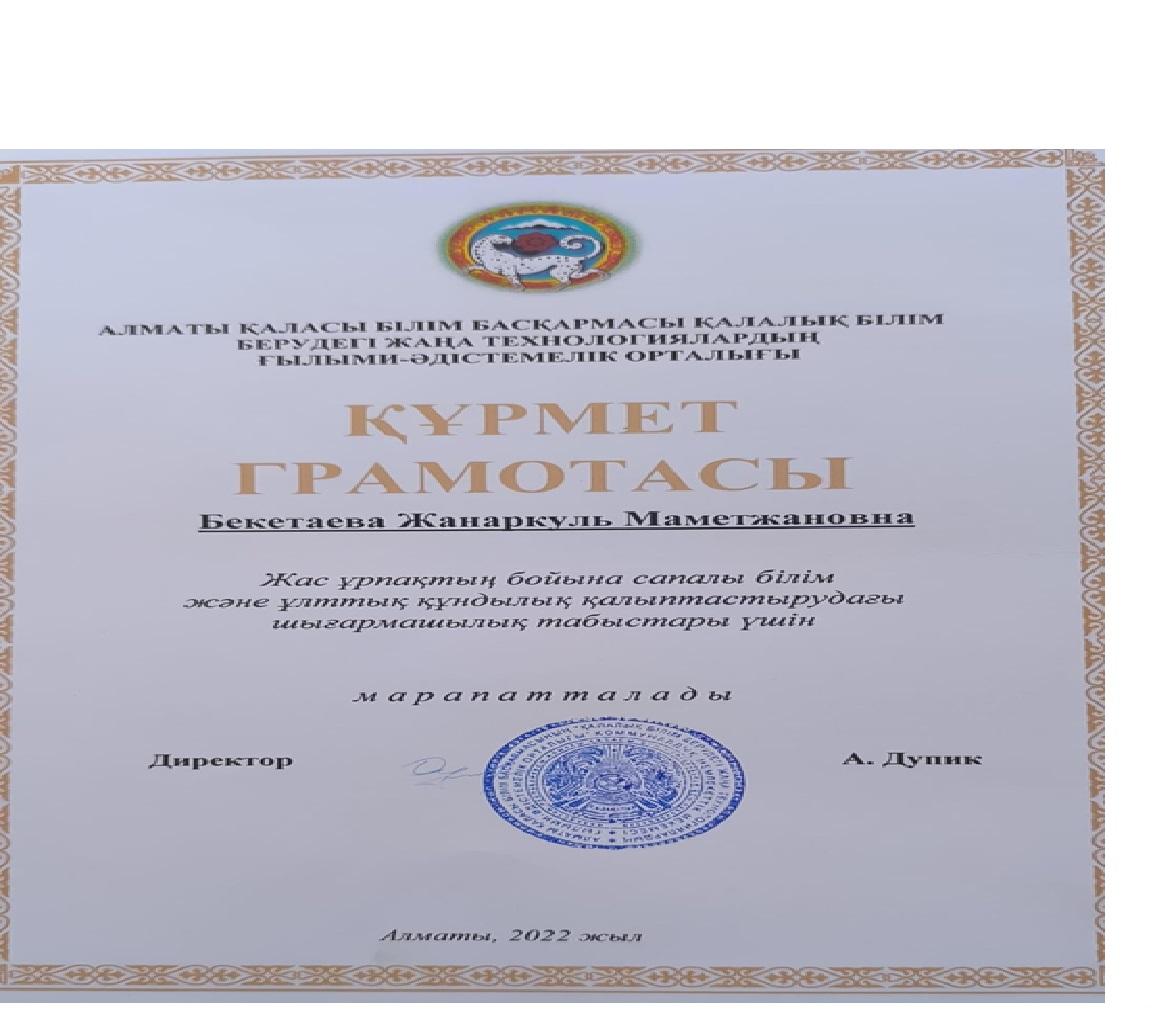 АЛМАТЫ ҚАЛАСЫ БІЛІМ БАСҚАРМАСЫ ҚАЛАЛЫҚ БІЛІМ
БЕРУДЕГІ ЖАҢА ТЕХНОЛОГИЯЛАРДЫҢ
ҒЫЛЫМИ-ӘДІСТЕМЕЛІК ОРТАЛЫҒЫ
ҚҰРМЕТ
ГРАМОТАСЫ
Бекетаева Жанаркуль Маметжановна
Жас ұрпақтың бойына сапалы білім
және ұлттық құндылық қалыптастырудағы
шығармашылық табыстары үшін
марапатталады
Директор
А. Дупик
Алматы, 2022 жыл